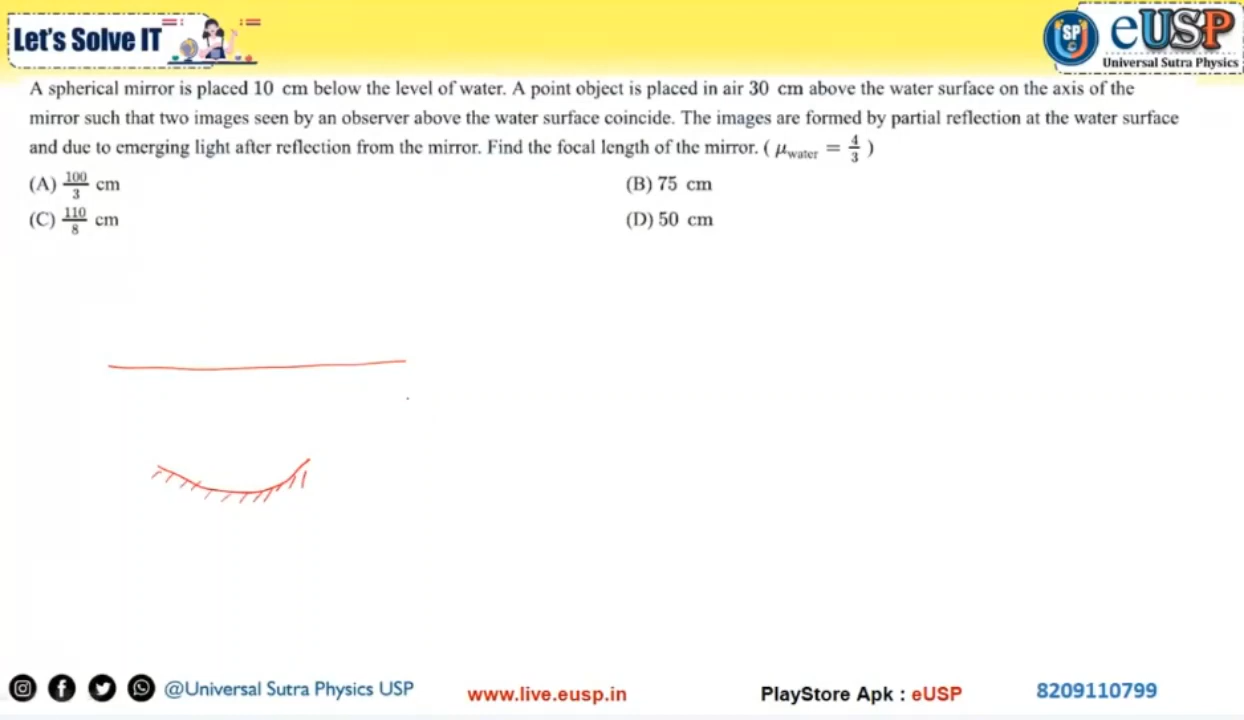 Let's Solve IT
SP
eUSP
Universal Sutra Physics
A spherical mirror is placed 10 cm below the level of water. A point object is placed in air 30 cm above the water surface on the axis of the
mirror such that two images seen by an observer above the water surface coincide. The images are formed by partial reflection at the water surface
and due to emerging light after reflection from the mirror. Find the focal length of the mirror. ( μwater = 4/3 )
(A) 100/3 cm
(B) 75 cm
(C) 110/8 cm
(D) 50 cm
@Universal Sutra Physics USP
www.live.eusp.in
PlayStore Apk : eUSP
8209110799